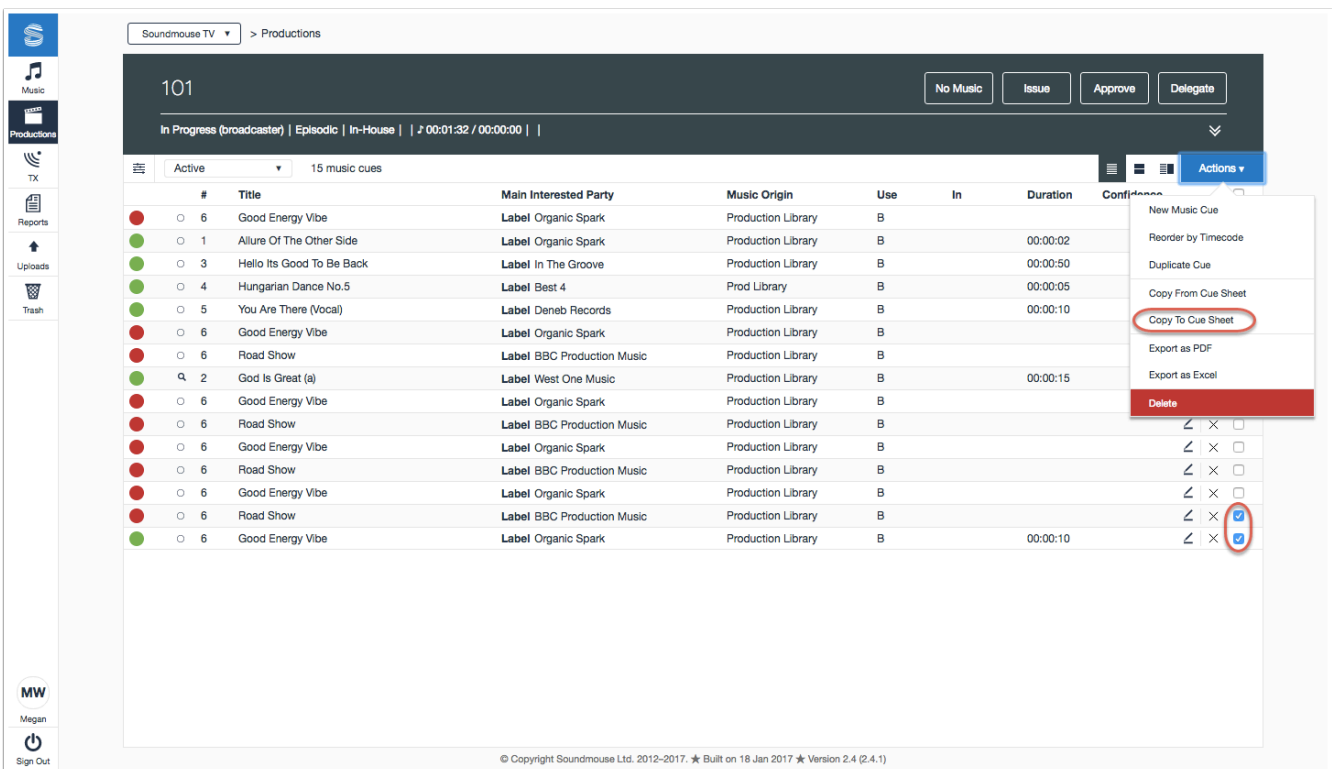 Soundmouse TV ▼ > Productions
Music
Productions
TX
Reports
Uploads
Trash
MW
Megan
Sign Out
101
No Music Issue Approve Delegate
In Progress (broadcaster) | Episodic | In-House | | ♪ 00:01:32 / 00:00:00 | |
Active ▼ 15 music cues Actions ▾
# Title Main Interested Party Music Origin Use In Duration Confidence
6 Good Energy Vibe Label Organic Spark Production Library B
1 Allure Of The Other Side Label Organic Spark Production Library B 00:00:02
3 Hello Its Good To Be Back Label In The Groove Production Library B 00:00:50
4 Hungarian Dance No.5 Label Best 4 Prod Library B 00:00:05
5 You Are There (Vocal) Label Deneb Records Production Library B 00:00:10
6 Good Energy Vibe Label Organic Spark Production Library B
6 Road Show Label BBC Production Music Production Library B
2 God Is Great (a) Label West One Music Production Library B 00:00:15
6 Good Energy Vibe Label Organic Spark Production Library B
6 Road Show Label BBC Production Music Production Library B
6 Good Energy Vibe Label Organic Spark Production Library B
6 Road Show Label BBC Production Music Production Library B
6 Good Energy Vibe Label Organic Spark Production Library B
6 Road Show Label BBC Production Music Production Library B
6 Good Energy Vibe Label Organic Spark Production Library B 00:00:10
New Music Cue
Reorder by Timecode
Duplicate Cue
Copy From Cue Sheet
Copy To Cue Sheet
Export as PDF
Export as Excel
Delete
© Copyright Soundmouse Ltd. 2012–2017. ★ Built on 18 Jan 2017 ★ Version 2.4 (2.4.1)